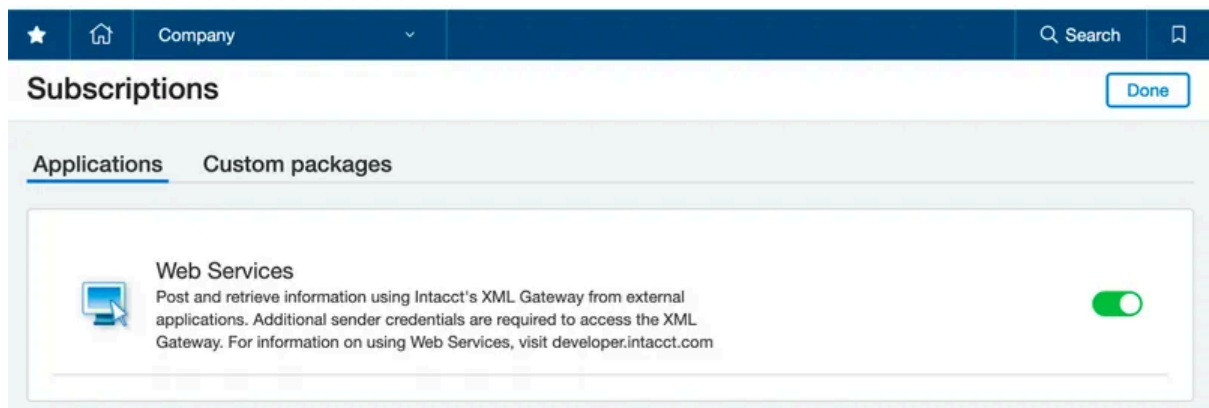 Company
Search
Subscriptions
Done
Applications
Custom packages
Web Services
Post and retrieve information using Intacct's XML Gateway from external
applications. Additional sender credentials are required to access the XML
Gateway. For information on using Web Services, visit developer.intacct.com